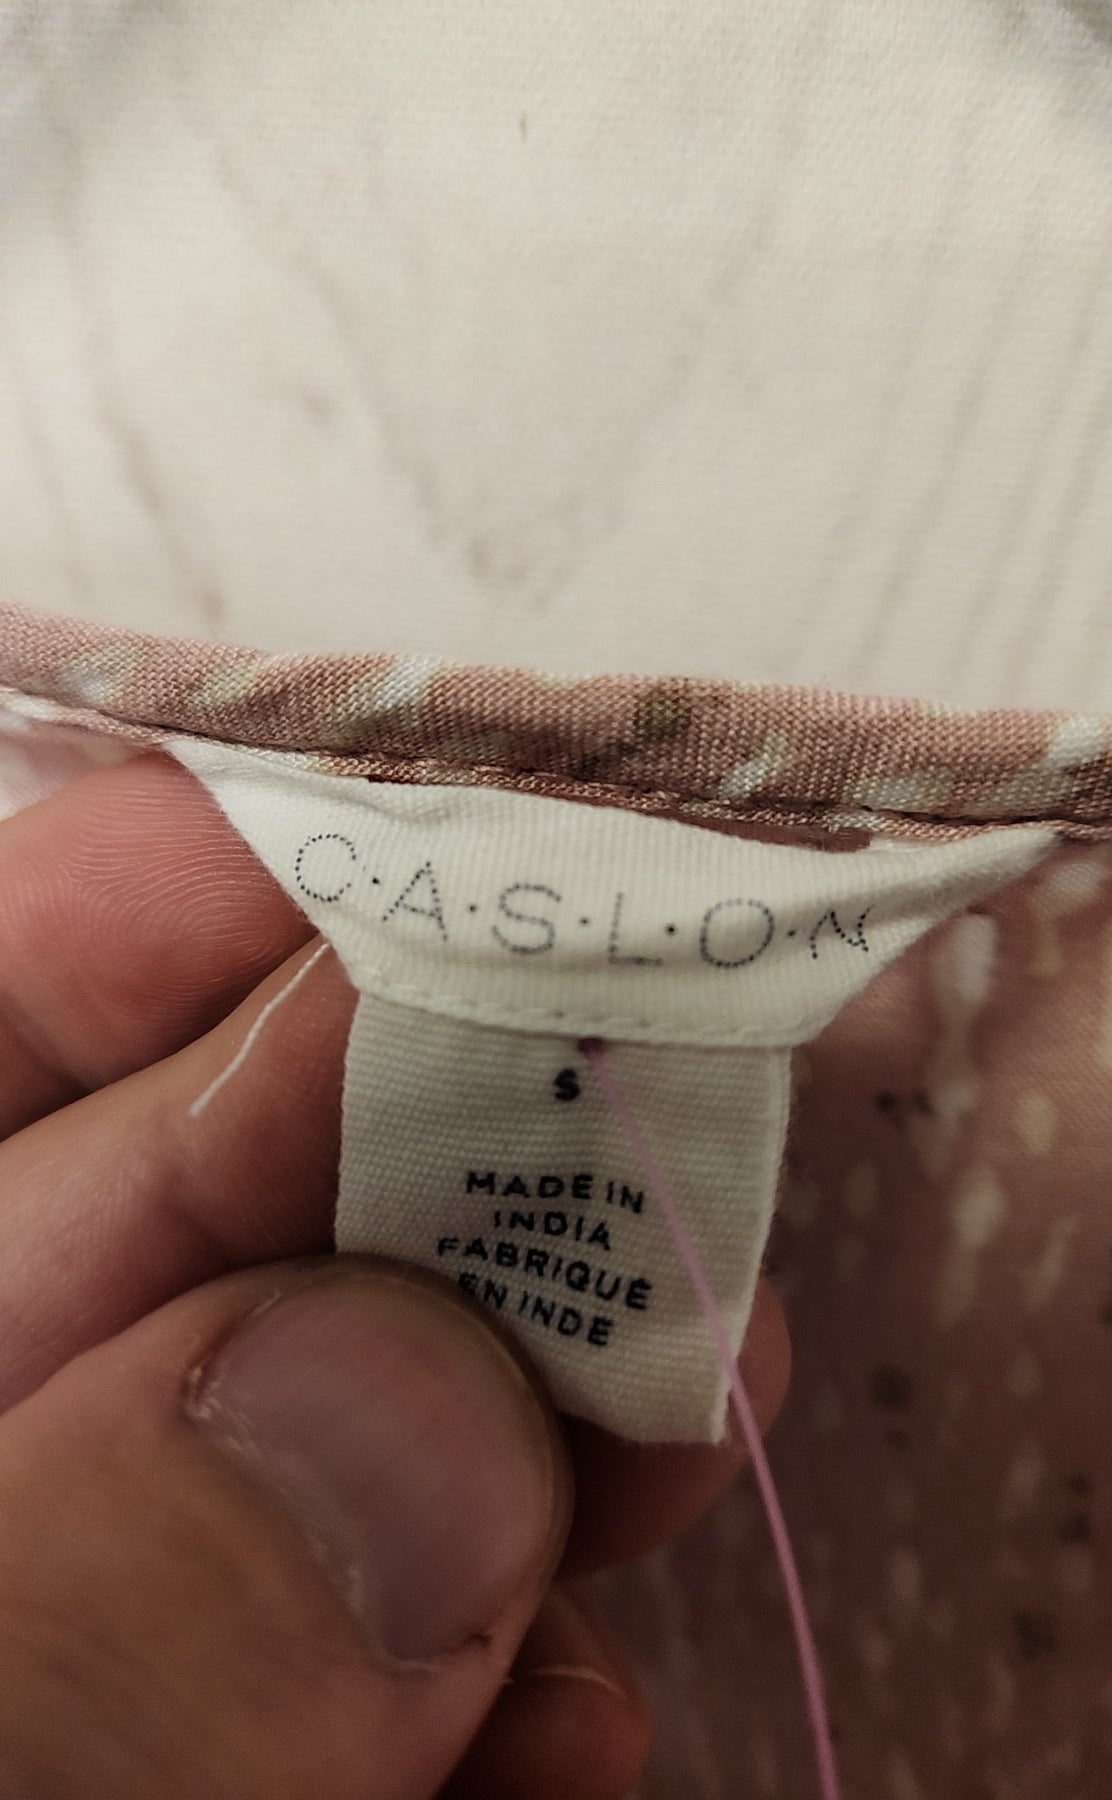 C·A·S·L·O·N
S
MADE IN
INDIA
FABRIQUÉ
EN INDE